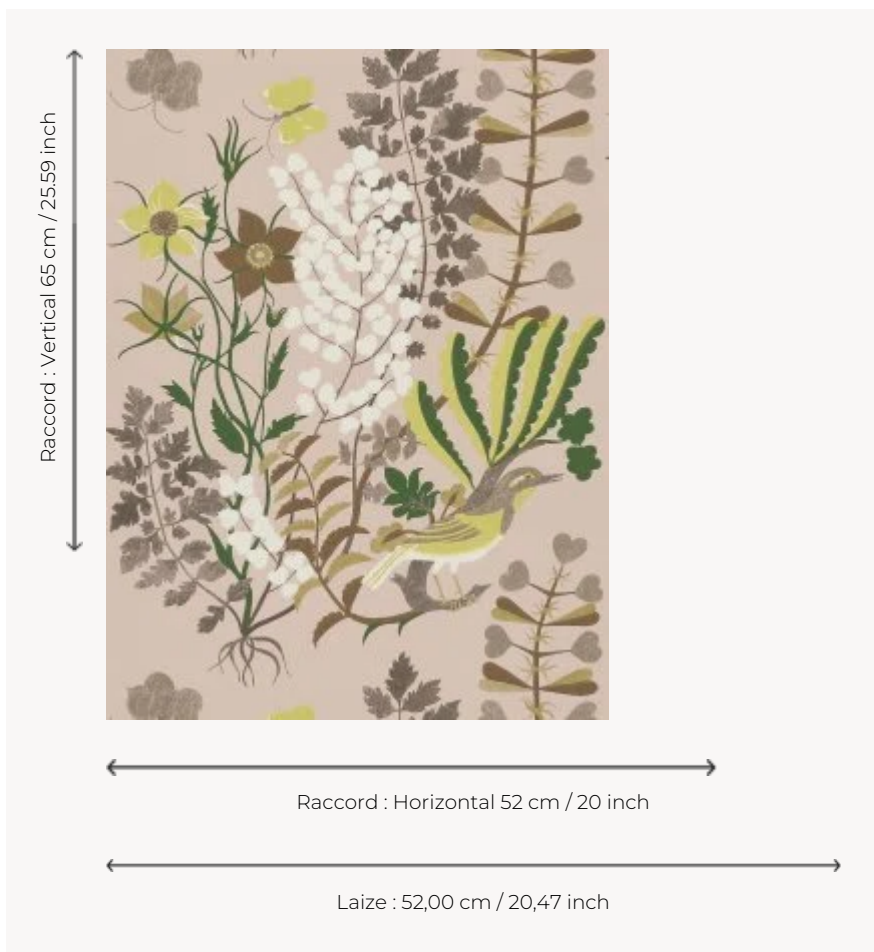 Raccord : Vertical 65 cm / 25.59 inch
Raccord : Horizontal 52 cm / 20 inch
Laize : 52,00 cm / 20,47 inch